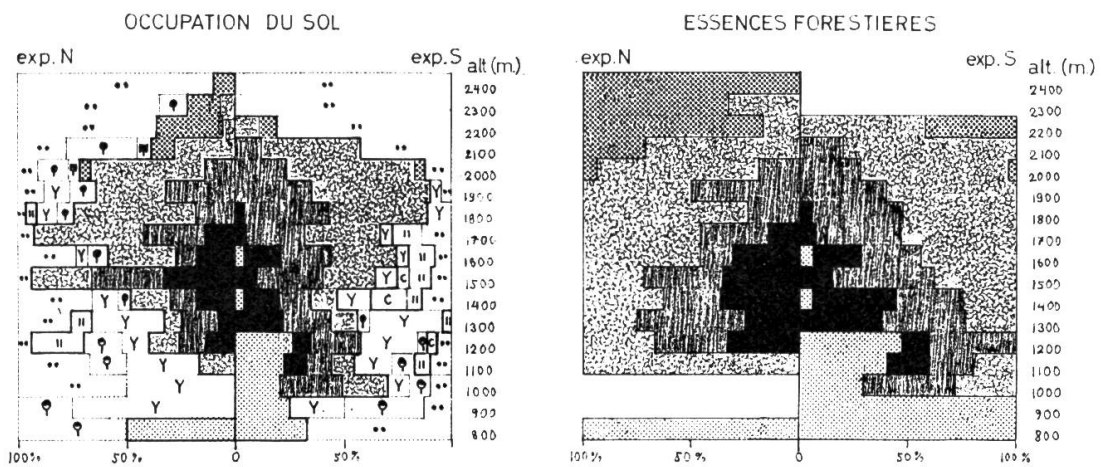 OCCUPATION DU SOL
ESSENCES FORESTIERES
exp. N
exp. S
alt (m.)
exp. N
exp. S
alt. (m)
2400
2300
2200
2100
2000
1900
1800
1700
1600
1500
1400
1300
1200
1100
1000
900
800
2400
2300
2200
2100
2000
1900
1800
1700
1600
1500
1400
1300
1200
1100
1000
900
800
Y
Y
Y
Y
Y
Y
Y
Y
C
Y
Y
C
Y
Y
Y
Y
C
Y
Y
Y
Y
Y
Y
100%
50%
0
50%
100%
50%
0
50%
100%